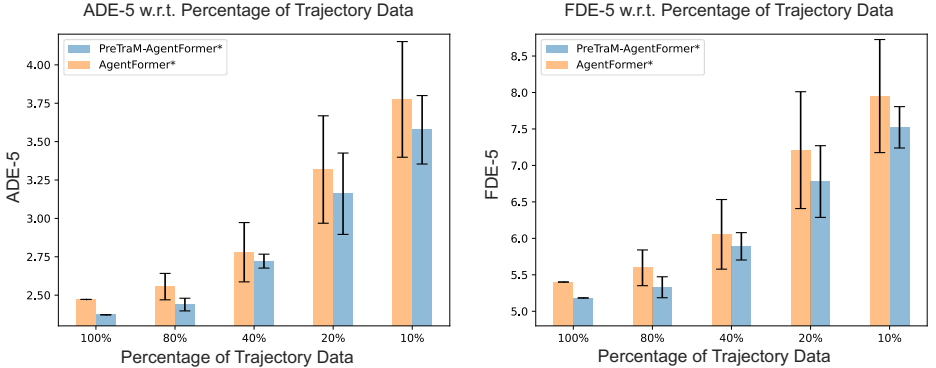 ADE-5 w.r.t. Percentage of Trajectory Data
PreTraM-AgentFormer*
AgentFormer*
4.00
3.75
3.50
3.25
3.00
2.75
2.50
ADE-5
100%
80%
40%
20%
10%
Percentage of Trajectory Data
FDE-5 w.r.t. Percentage of Trajectory Data
PreTraM-AgentFormer*
AgentFormer*
8.5
8.0
7.5
7.0
6.5
6.0
5.5
5.0
FDE-5
100%
80%
40%
20%
10%
Percentage of Trajectory Data